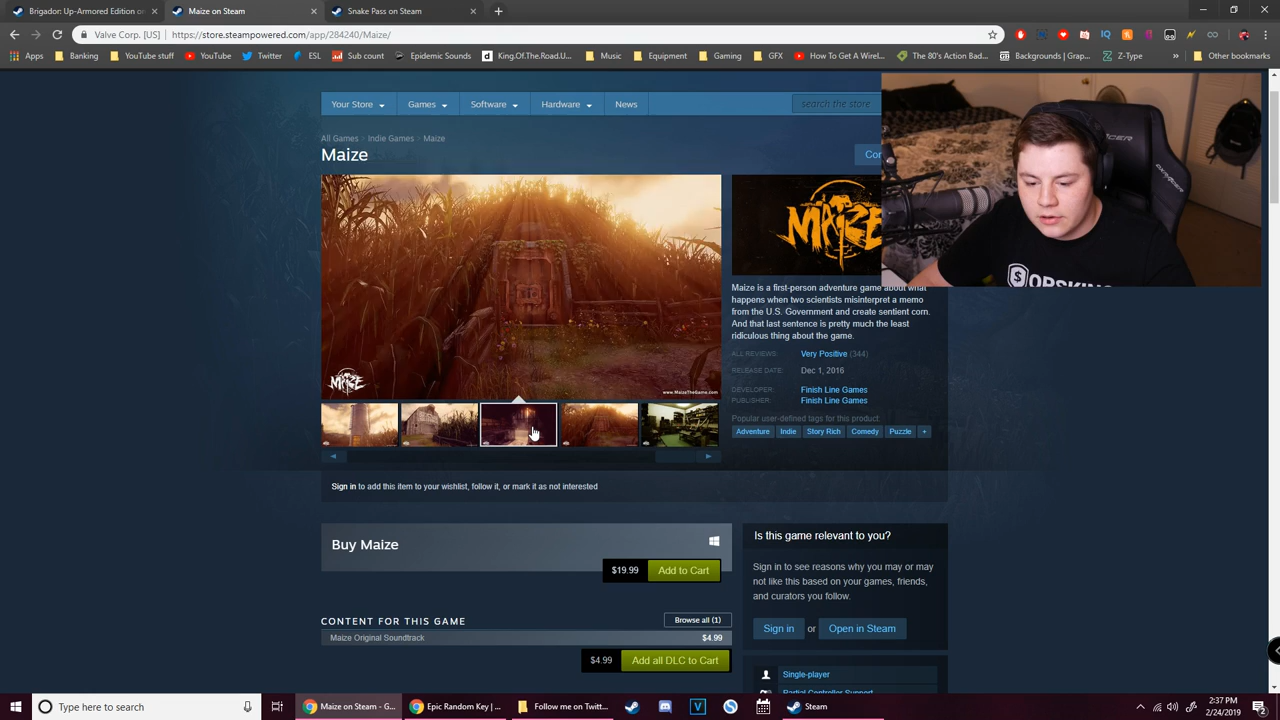 Brigador Up-Armored Edition o
Maize on Steam
Snake Pass on Steam
Valve Corp. [US] | https://store.steampowered.com/app/284240/Maize/
Apps
Banking
YouTube stuff
YouTube
Twitter
ESL
Sub count
Epidemic Sounds
King.Of.The.Road.U...
Music
Equipment
Gaming
GFX
How To Get A Wirel...
The 80's Action Bad...
Backgrounds | Grap...
Z-Type
Other bookmarks
Your Store
Games
Software
Hardware
News
search the store
All Games > Indie Games > Maize
Maize
MAIZE
MAIZE
www.MaizeTheGame.com
OPSKINS
Maize is a first-person adventure game about what
happens when two scientists misinterpret a memo
from the U.S. Government and create sentient corn.
And that last sentence is pretty much the least
ridiculous thing about the game.
ALL REVIEWS: Very Positive (344)
RELEASE DATE: Dec 1, 2016
DEVELOPER: Finish Line Games
PUBLISHER: Finish Line Games
Popular user-defined tags for this product:
Adventure Indie Story Rich Comedy Puzzle +
Sign in to add this item to your wishlist, follow it, or mark it as not interested
Buy Maize
$19.99 Add to Cart
CONTENT FOR THIS GAME Browse all (1)
Maize Original Soundtrack $4.99
$4.99 Add all DLC to Cart
Is this game relevant to you?
Sign in to see reasons why you may or may
not like this based on your games, friends,
and curators you follow.
Sign in or Open in Steam
Single-player
Partial Controller Support
Type here to search
Maize on Steam - G...
Epic Random Key | ...
Follow me on Twitt...
Steam
2:37 PM
2/24/2019